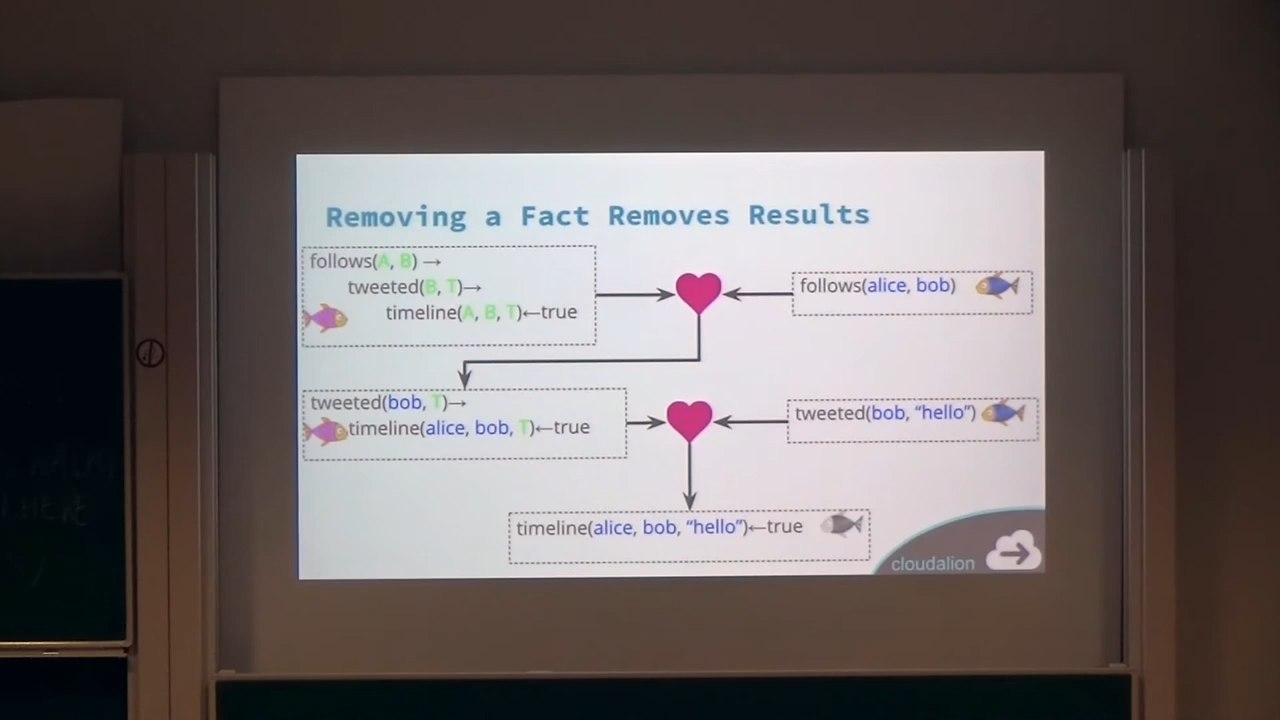 Removing a Fact Removes Results
follows(A, B) →
tweeted(B, T)→
timeline(A, B, T)←true
follows(alice, bob)
tweeted(bob, T)→
timeline(alice, bob, T)←true
tweeted(bob, “hello”)
timeline(alice, bob, “hello”)←true
cloudalion